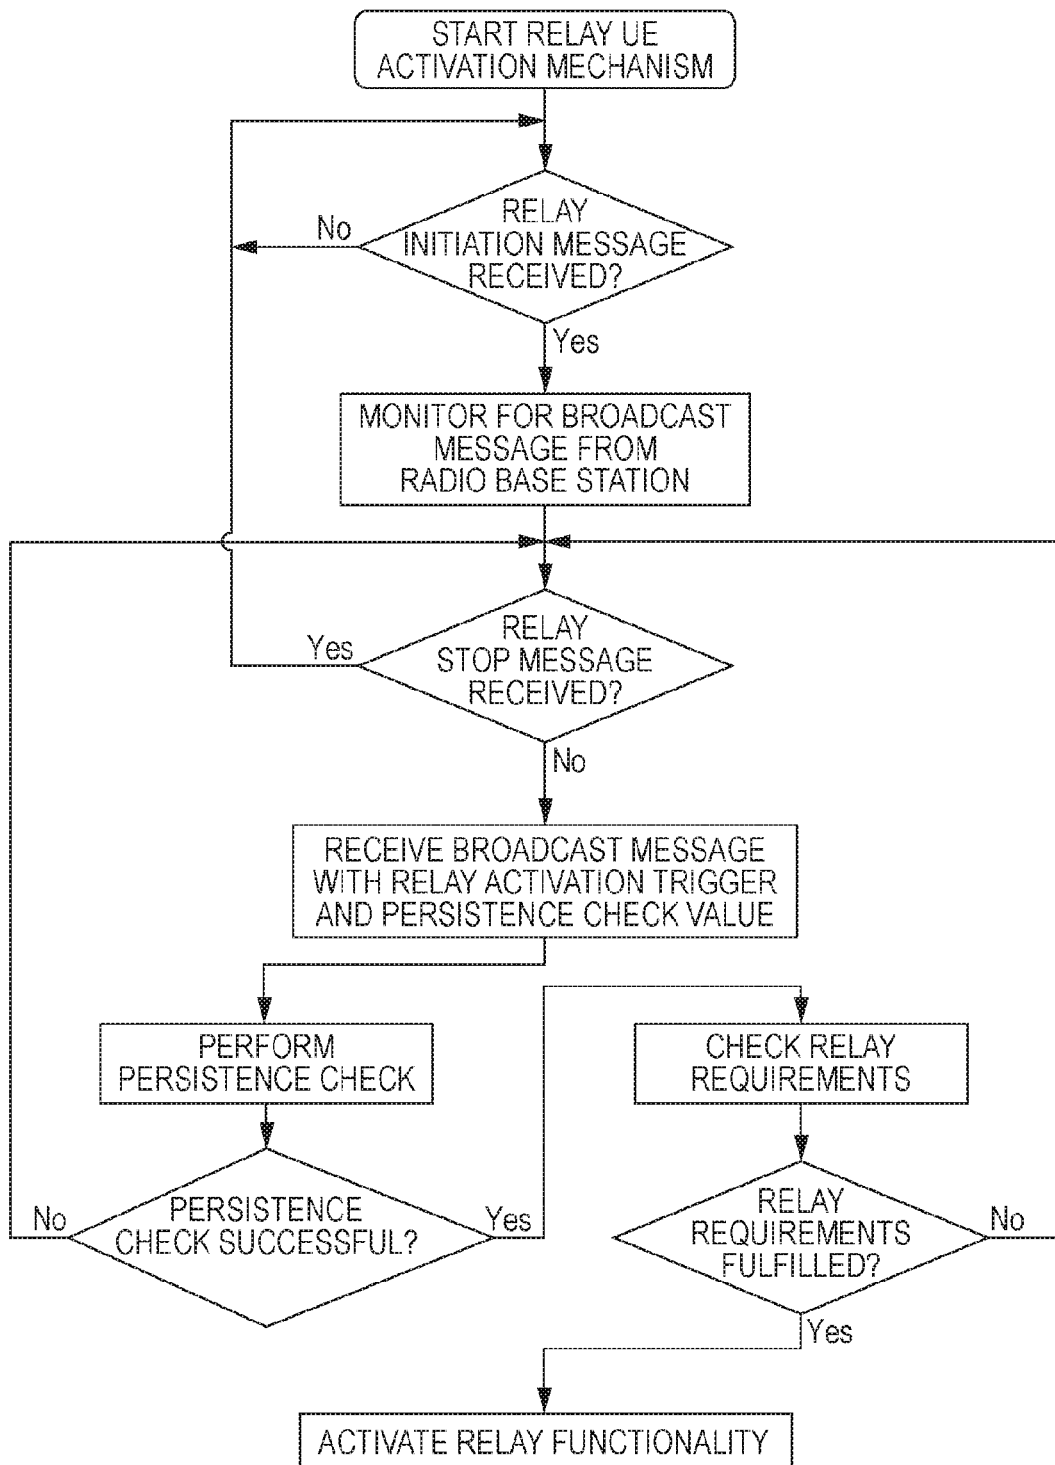 START RELAY UE
ACTIVATION MECHANISM
RELAY
INITIATION MESSAGE
RECEIVED?
No
Yes
MONITOR FOR BROADCAST
MESSAGE FROM
RADIO BASE STATION
RELAY
STOP MESSAGE
RECEIVED?
Yes
No
RECEIVE BROADCAST MESSAGE
WITH RELAY ACTIVATION TRIGGER
AND PERSISTENCE CHECK VALUE
PERFORM
PERSISTENCE CHECK
CHECK RELAY
REQUIREMENTS
No
PERSISTENCE
CHECK SUCCESSFUL?
Yes
RELAY
REQUIREMENTS
FULFILLED?
No
Yes
ACTIVATE RELAY FUNCTIONALITY